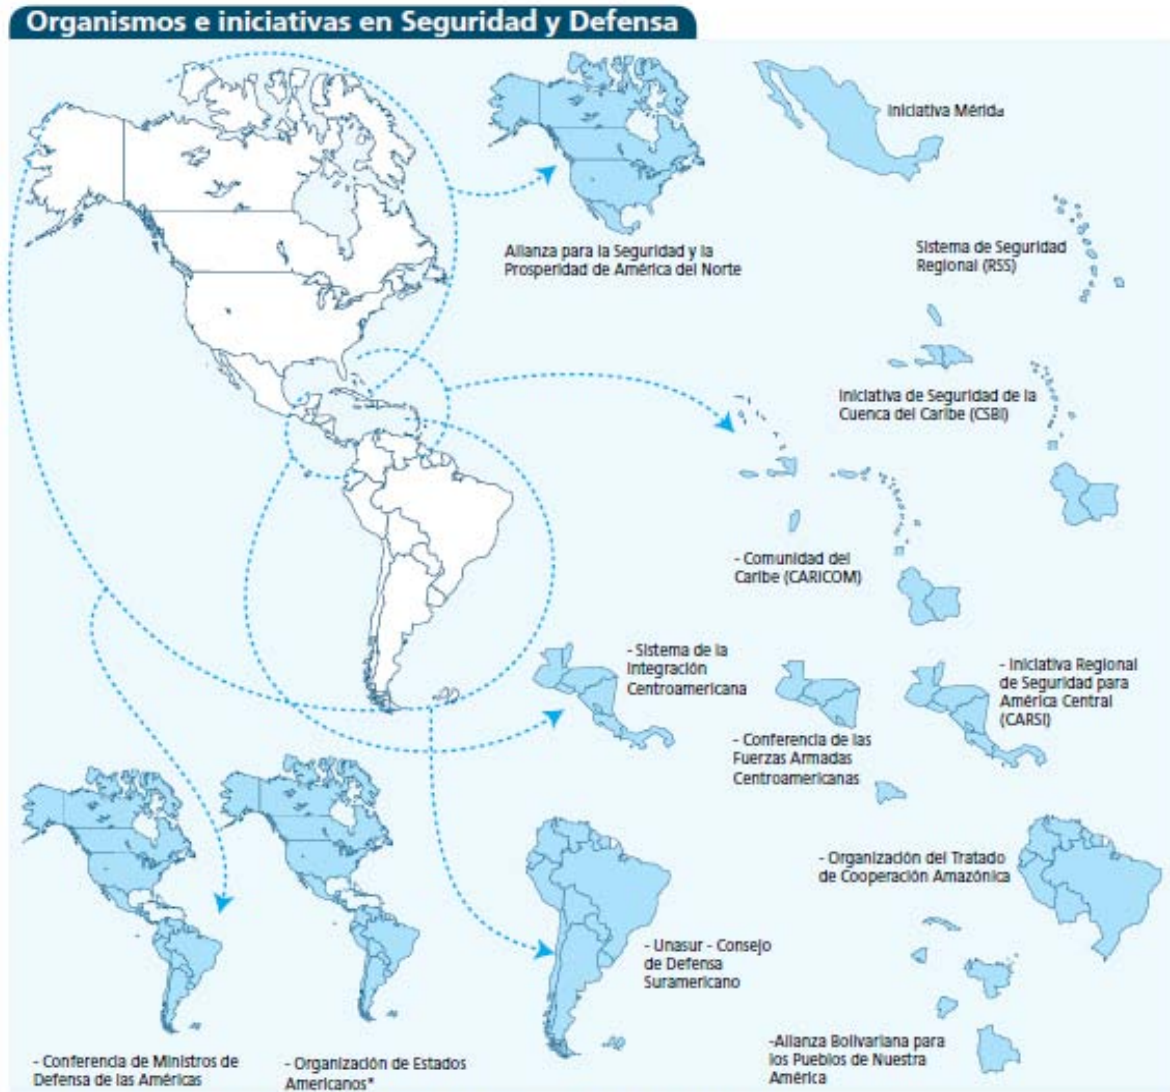 Organismos e iniciativas en Seguridad y Defensa
Iniciativa Mérida
Alianza para la Seguridad y la
Prosperidad de América del Norte
Sistema de Seguridad
Regional (RSS)
Iniciativa de Seguridad de la
Cuenca del Caribe (CSBI)
- Comunidad del
Caribe (CARICOM)
- Sistema de la
Integración
Centroamericana
- Conferencia de las
Fuerzas Armadas
Centroamericanas
- Iniciativa Regional
de Seguridad para
América Central
(CARSI)
- Organización del Tratado
de Cooperación Amazónica
- Unasur - Consejo
de Defensa
Suramericano
-Alianza Bolivariana para
los Pueblos de Nuestra
América
- Conferencia de Ministros de
Defensa de las Américas
- Organización de Estados
Americanos*